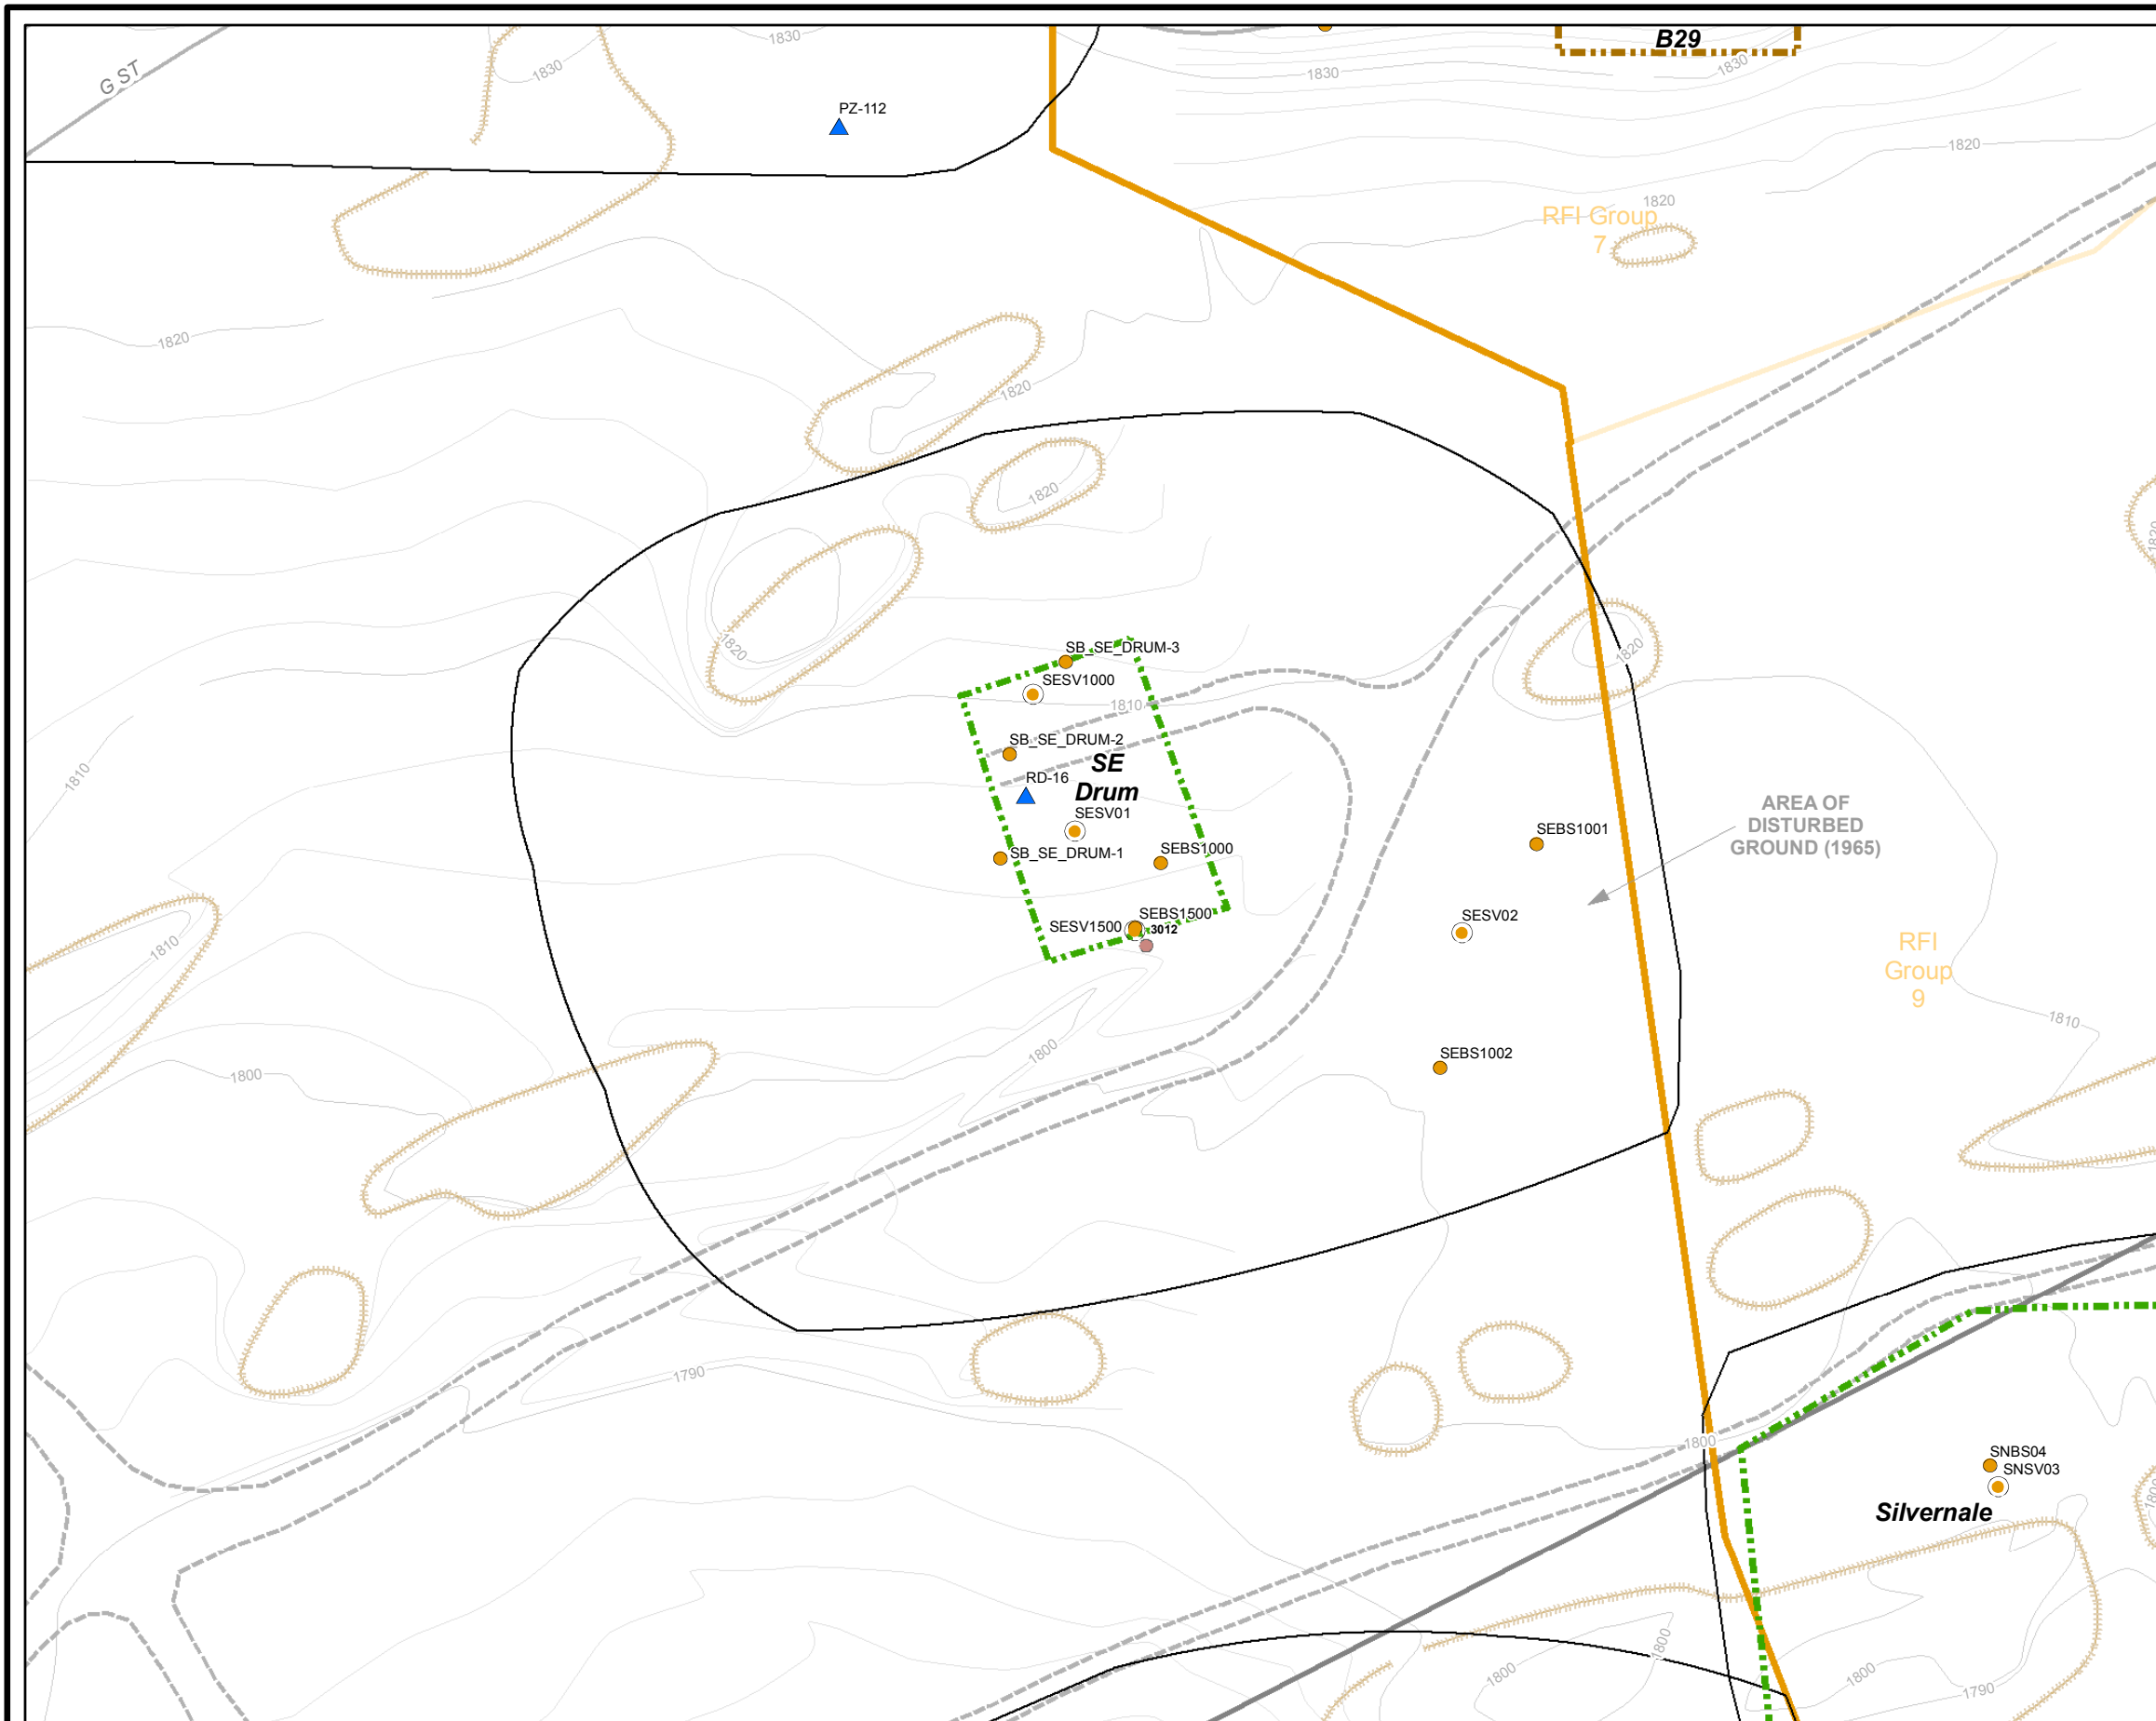 B29
1830
G ST
1830
1830
1830
PZ-112
1820
1820
RFI Group
7
1820
1820
1820
1820
1820
1820
SB_SE_DRUM-3
SESV1000
1810
SB_SE_DRUM-2
SE
Drum
RD-16
1810
SESV01
AREA OF
DISTURBED
GROUND (1965)
SEBS1001
SEBS1000
SB_SE_DRUM-1
SEBS1500
SESV1500
3012
SESV02
1810
RFI
Group
9
1810
1800
SEBS1002
1800
1790
1800
SNBS04
SNSV03
1800
Silvernale
1800
1800
1800
1790